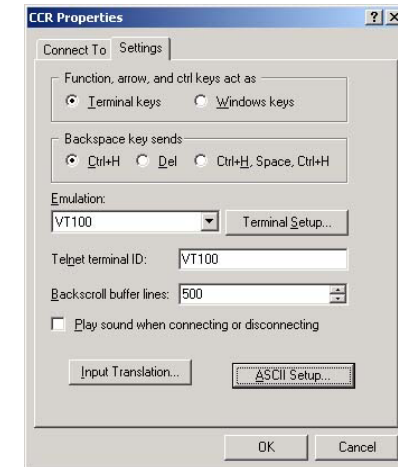 CCR Properties
Connect To Settings
Function, arrow, and ctrl keys act as
Terminal keys Windows keys
Backspace key sends
Ctrl+H Del Ctrl+H, Space, Ctrl+H
Emulation:
VT100 Terminal Setup...
Telnet terminal ID: VT100
Backscroll buffer lines: 500
Play sound when connecting or disconnecting
Input Translation... ASCII Setup...
OK Cancel